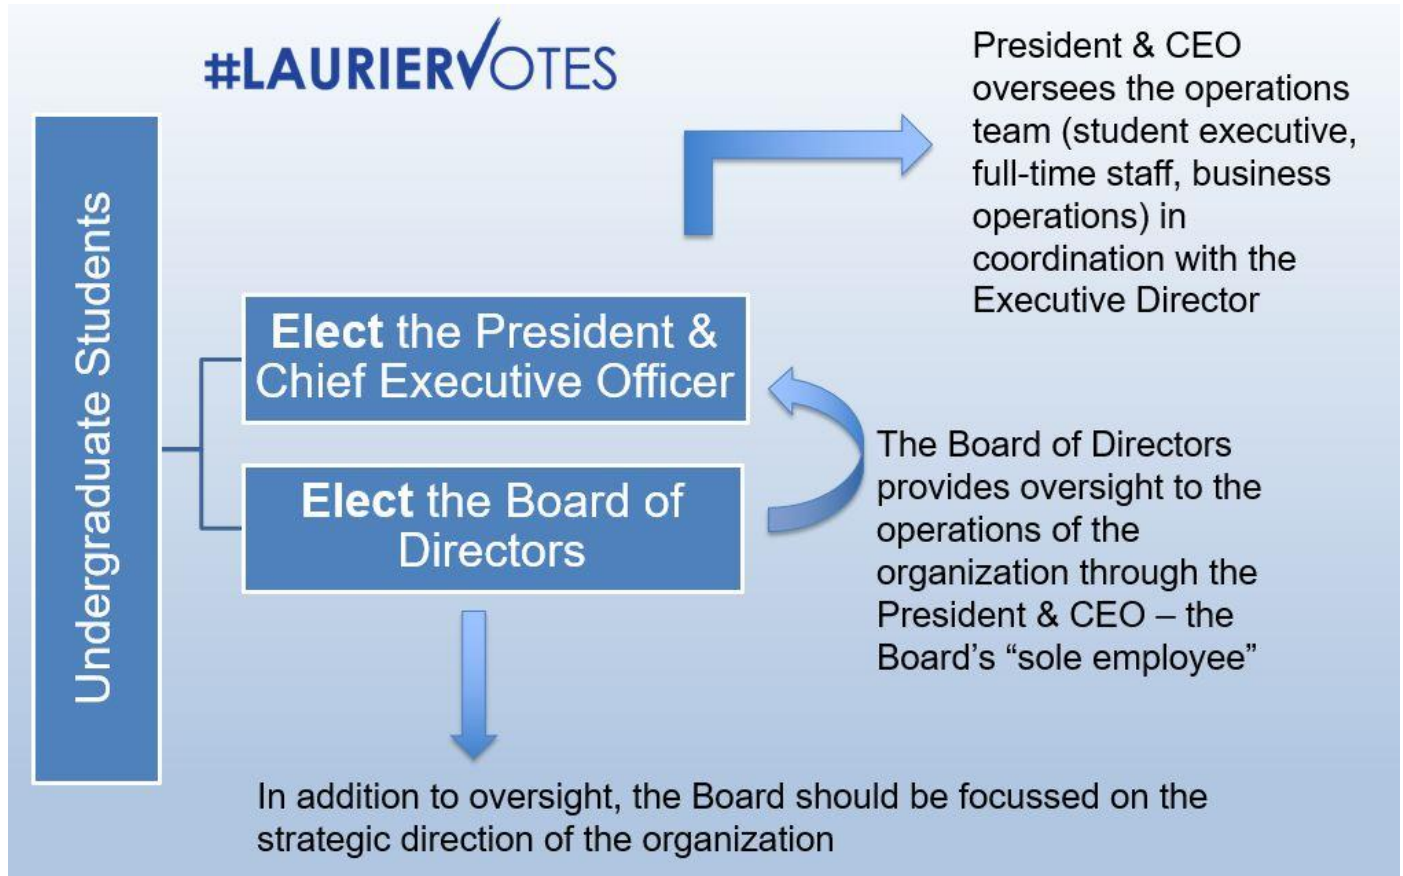 #LAURIERVOTES
President & CEO
oversees the operations
team (student executive,
full-time staff, business
operations) in
coordination with the
Executive Director
Undergraduate Students
Elect the President &
Chief Executive Officer
Elect the Board of
Directors
The Board of Directors
provides oversight to the
operations of the
organization through the
President & CEO – the
Board’s “sole employee”
In addition to oversight, the Board should be focussed on the
strategic direction of the organization